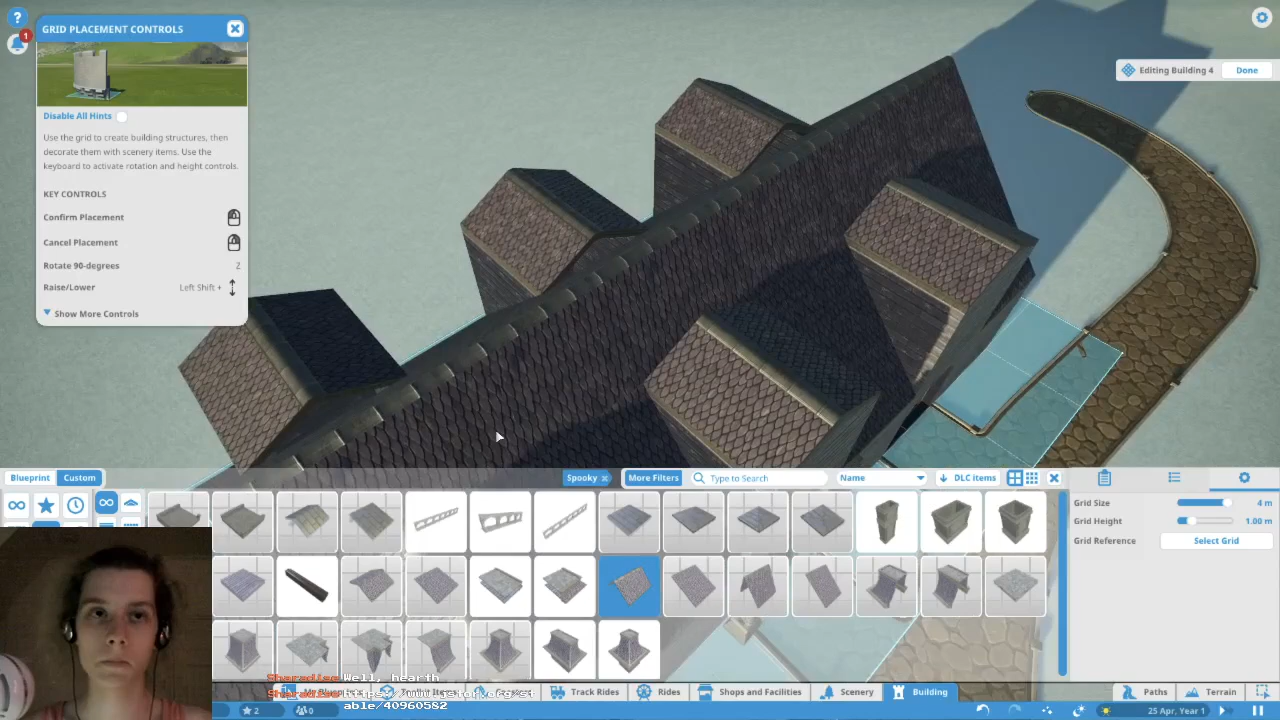 ?
1
GRID PLACEMENT CONTROLS
Disable All Hints
Use the grid to create building structures, then
decorate them with scenery items. Use the
keyboard to activate rotation and height controls.
KEY CONTROLS
Confirm Placement
Cancel Placement
Rotate 90-degrees Z
Raise/Lower Left Shift +
Show More Controls
Editing Building 4 Done
Blueprint Custom Spooky More Filters Type to Search Name DLC items
Grid Size 4 m
Grid Height 1.00 m
Grid Reference Select Grid
Well, hearth
able/40960582
Track Rides Rides Shops and Facilities Scenery Building Paths Terrain
2 0 25 Apr, Year 1